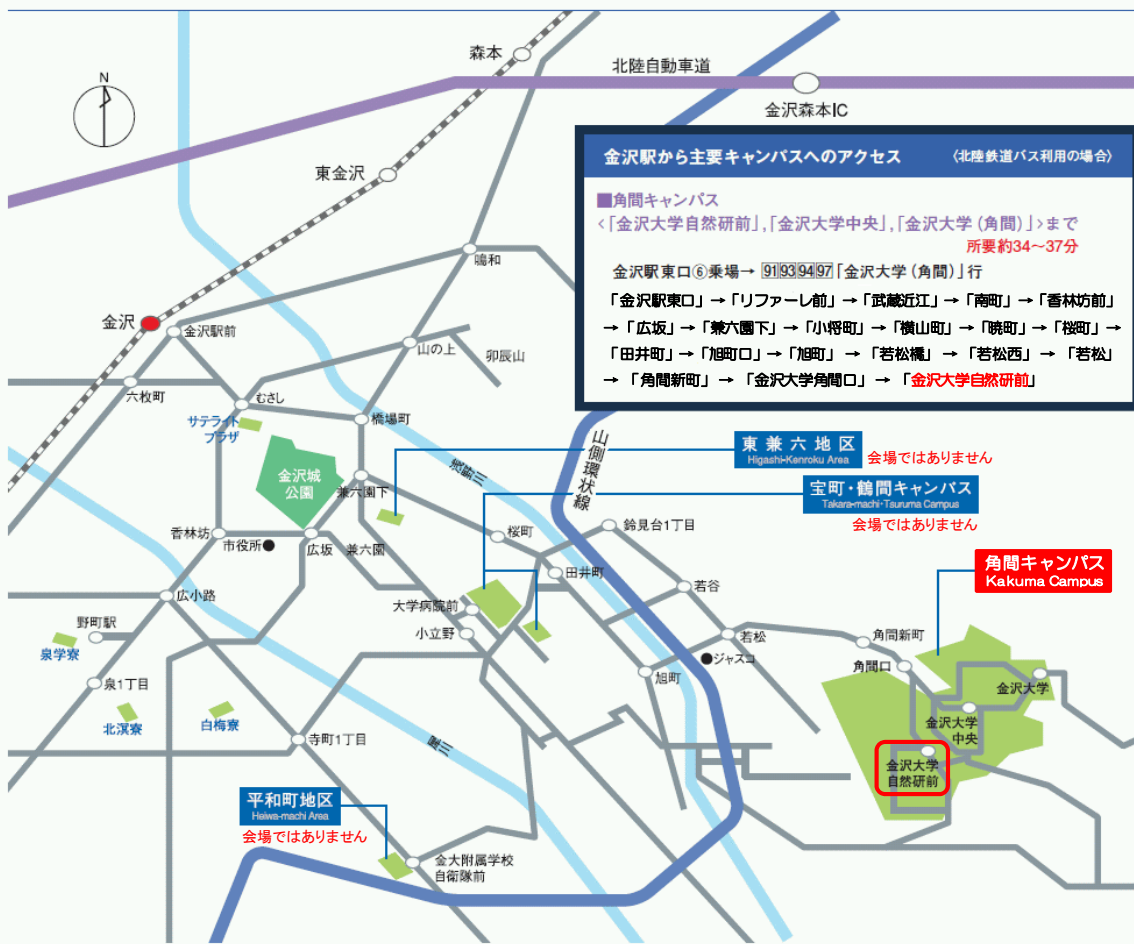 N
森本
北陸自動車道
金沢森本IC
東金沢
金沢駅から主要キャンパスへのアクセス 〈北陸鉄道バス利用の場合〉
■角間キャンパス
<「金沢大学自然研前」,「金沢大学中央」,「金沢大学(角間)」>まで
所要約34〜37分
金沢駅東口⑥乗場→ 91 93 94 97「金沢大学(角間)」行
「金沢駅東口」→「リファーレ前」→「武蔵近江」→「南町」→「香林坊前」
→「広坂」→「兼六園下」→「小将町」→「横山町」→「暁町」→「桜町」→
「田井町」→「旭町口」→「旭町」→「若松橋」→「若松西」→「若松」
→「角間新町」→「金沢大学角間口」→「金沢大学自然研前」
鳴和
金沢
金沢駅前
山の上
卯辰山
六枚町
むさし
サテライト
プラザ
橋場町
浅野川
山側環状線
東兼六地区
Higashi-Kenroku Area
会場ではありません
金沢城
公園
兼六園下
宝町・鶴間キャンパス
Takara-machi・Tsuruma Campus
会場ではありません
香林坊
市役所
広坂
兼六園
桜町
鈴見台1丁目
角間キャンパス
Kakuma Campus
田井町
若谷
広小路
大学病院前
小立野
野町駅
泉学寮
若松
ジャスコ
角間新町
角間口
旭町
泉1丁目
金沢大学
北溟寮
白梅寮
金沢大学
中央
寺町1丁目
犀川
金沢大学
自然研前
平和町地区
Heiwa-machi Area
会場ではありません
金大附属学校
自衛隊前